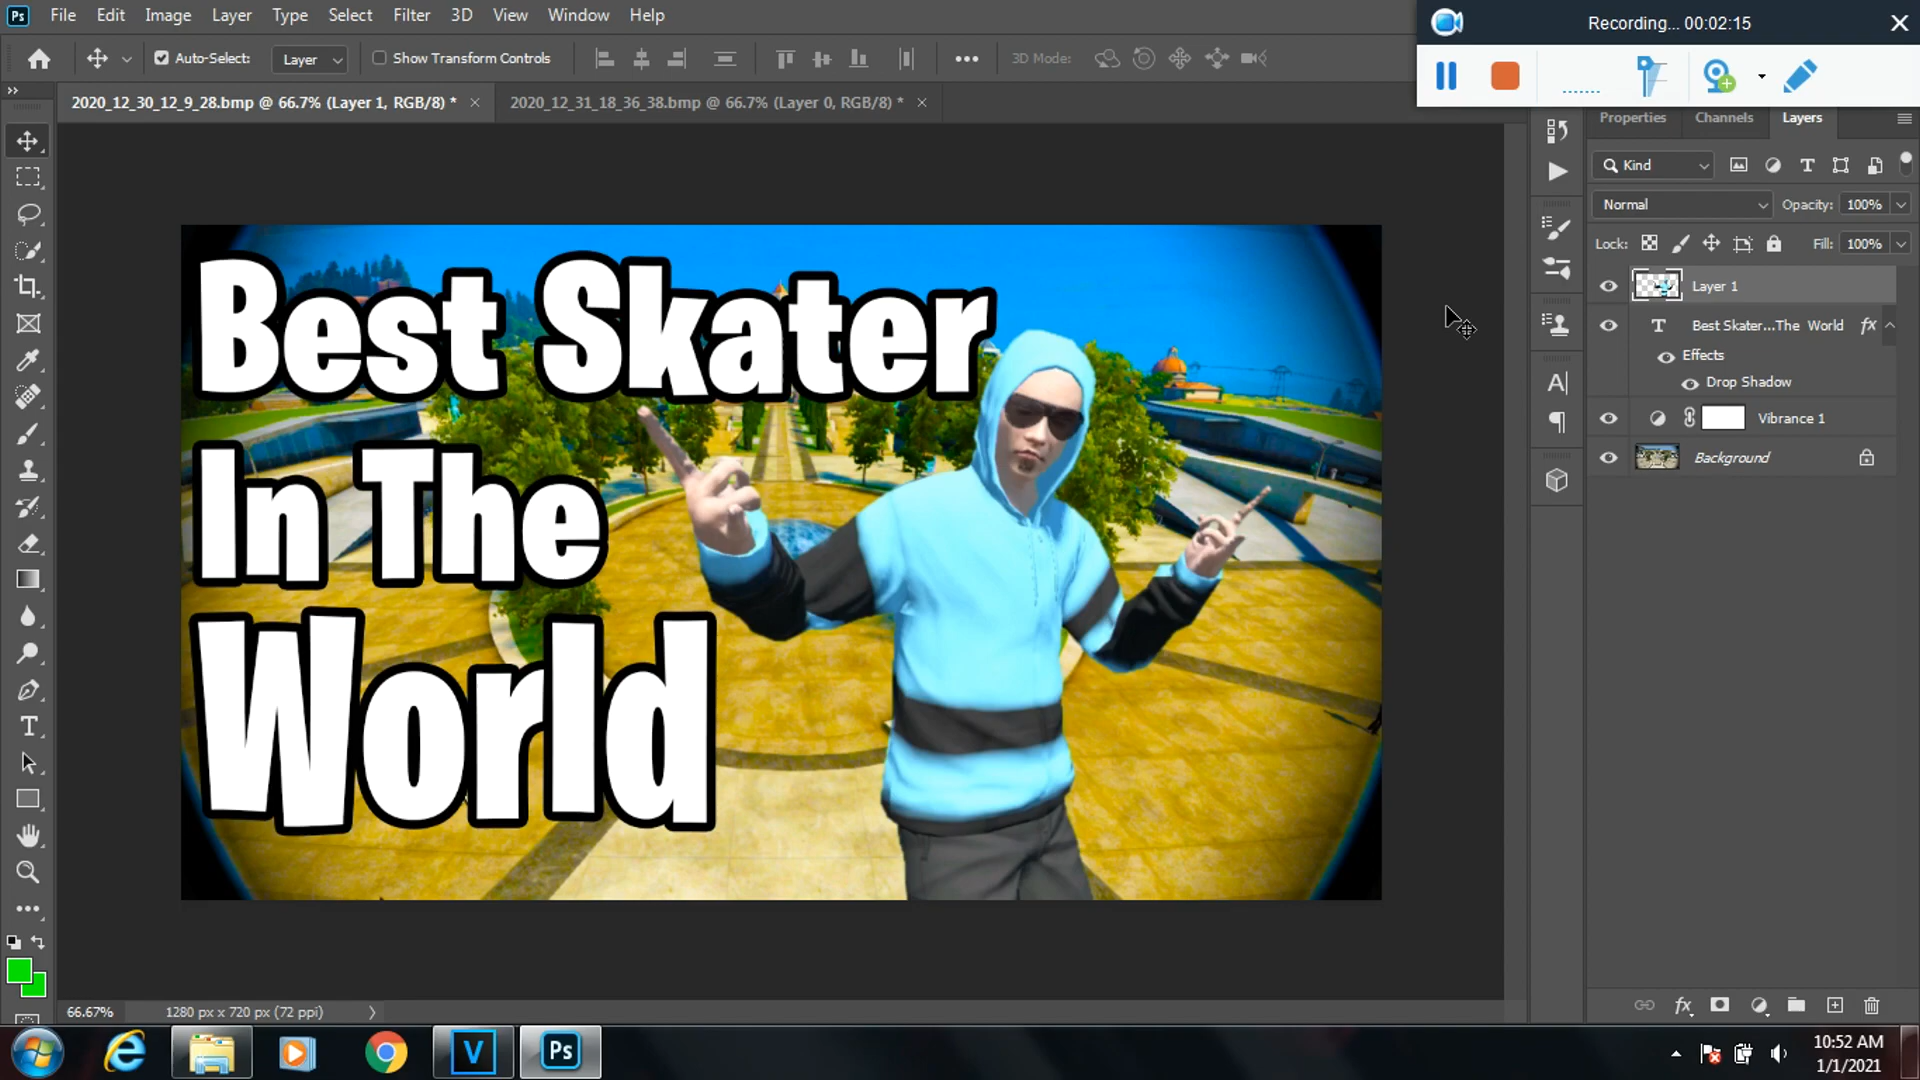 Ps File Edit Image Layer Type Select Filter 3D View Window Help
Recording... 00:02:15
Auto-Select: Layer Show Transform Controls 3D Mode:
2020_12_30_12_9_28.bmp @ 66.7% (Layer 1, RGB/8) *
2020_12_31_18_36_38.bmp @ 66.7% (Layer 0, RGB/8) *
Properties Channels Layers
Kind
Normal Opacity: 100%
Lock: Fill: 100%
Layer 1
Best Skater...The World fx
Effects
Drop Shadow
Vibrance 1
Background
Best Skater
In The
World
66.67% 1280 px x 720 px (72 ppi)
fx
V Ps
10:52 AM
1/1/2021